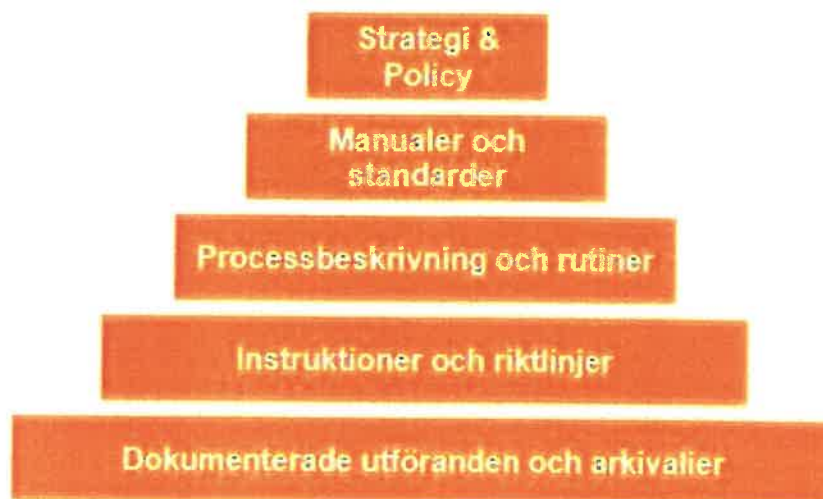 Strategi &
Policy
Manualer och
standarder
Processbeskrivning och rutiner
Instruktioner och riktlinjer
Dokumenterade utföranden och arkivalier